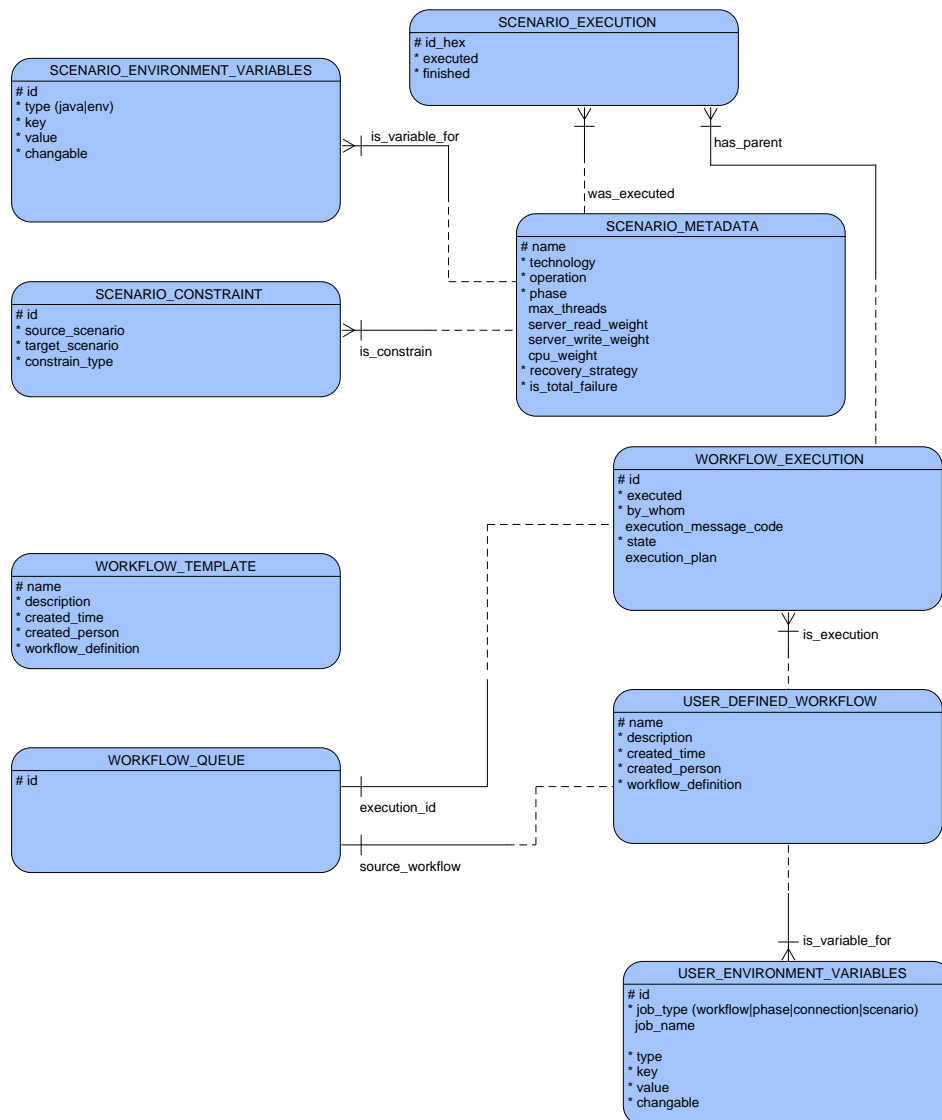 SCENARIO_EXECUTION
# id_hex
* executed
* finished
SCENARIO_ENVIRONMENT_VARIABLES
# id
* type (java|env)
* key
* value
* changable
is_variable_for
has_parent
was_executed
SCENARIO_METADATA
# name
* technology
* operation
* phase
max_threads
server_read_weight
server_write_weight
cpu_weight
* recovery_strategy
* is_total_failure
SCENARIO_CONSTRAINT
# id
* source_scenario
* target_scenario
* constrain_type
is_constrain
WORKFLOW_EXECUTION
# id
* executed
* by_whom
execution_message_code
* state
execution_plan
WORKFLOW_TEMPLATE
# name
* description
* created_time
* created_person
* workflow_definition
is_execution
USER_DEFINED_WORKFLOW
# name
* description
* created_time
* created_person
* workflow_definition
WORKFLOW_QUEUE
# id
execution_id
source_workflow
is_variable_for
USER_ENVIRONMENT_VARIABLES
# id
* job_type (workflow|phase|connection|scenario)
job_name
* type
* key
* value
* changable